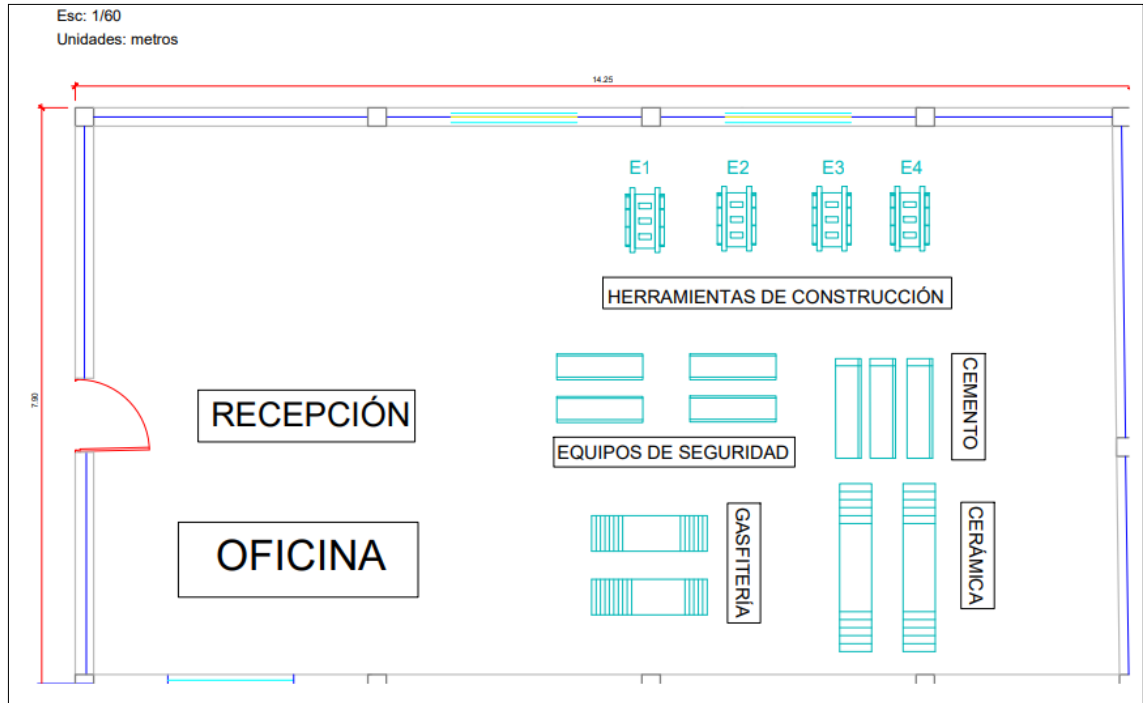 Esc: 1/60
Unidades: metros
14.25
E1 E2 E3 E4
HERRAMIENTAS DE CONSTRUCCIÓN
7.90
RECEPCIÓN
CEMENTO
EQUIPOS DE SEGURIDAD
OFICINA
GASFITERÍA
CERÁMICA